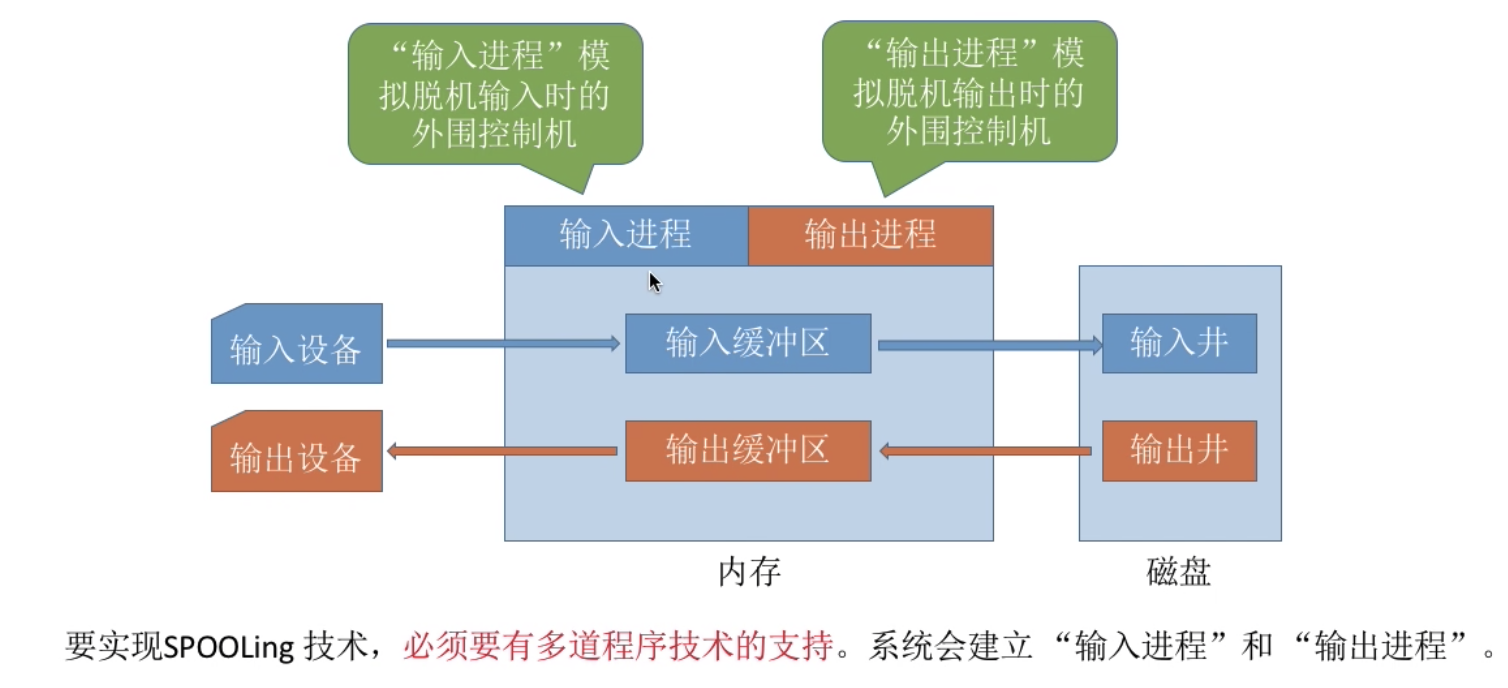 “输入进程”模
拟脱机输入时的
外围控制机
“输出进程”模
拟脱机输出时的
外围控制机
输入进程
输出进程
输入设备
输入缓冲区
输入井
输出设备
输出缓冲区
输出井
内存
磁盘
要实现SPOOLing 技术，必须要有多道程序技术的支持。系统会建立 “输入进程”和 “输出进程”。